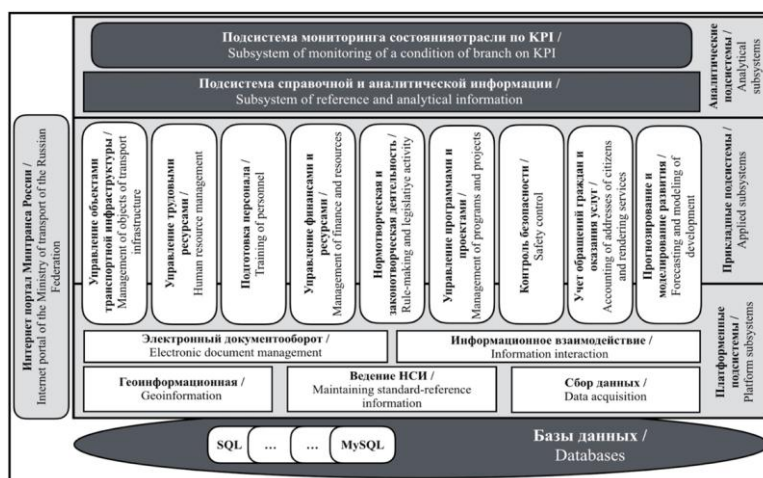 Подсистема мониторинга состоянияотрасли по KPI /
Subsystem of monitoring of a condition of branch on KPI
Подсистема справочной и аналитической информации /
Subsystem of reference and analytical information
Аналитические
подсистемы /
Analytical
subsystems
Интернет портал Минтранса России /
Internet portal of the Ministry of transport of the Russian
Federation
Управление объектами
транспортной инфраструктуры /
Management of objects of transport
infrastructure
Управление трудовыми
ресурсами /
Human resource management
Подготовка персонала /
Training of personnel
Управление финансами и
ресурсами /
Management of finance and resources
Нормотворческая и
законотворческая деятельность /
Rule-making and legislative activity
Управление программами и
проектами /
Management of programs and projects
Контроль безопасности /
Safety control
Учет обращений граждан и
оказания услуг /
Accounting of addresses of citizens
and rendering services
Прогнозирование и
моделирование развития /
Forecasting and modeling of
development
Прикладные подсистемы /
Applied subsystems
Электронный документооборот /
Electronic document management
Информационное взаимодействие /
Information interaction
Геоинформационная /
Geoinformation
Ведение НСИ /
Maintaining standard-reference
information
Сбор данных /
Data acquisition
Платформенные
подсистемы /
Platform subsystems
SQL
...
...
MySQL
Базы данных /
Databases